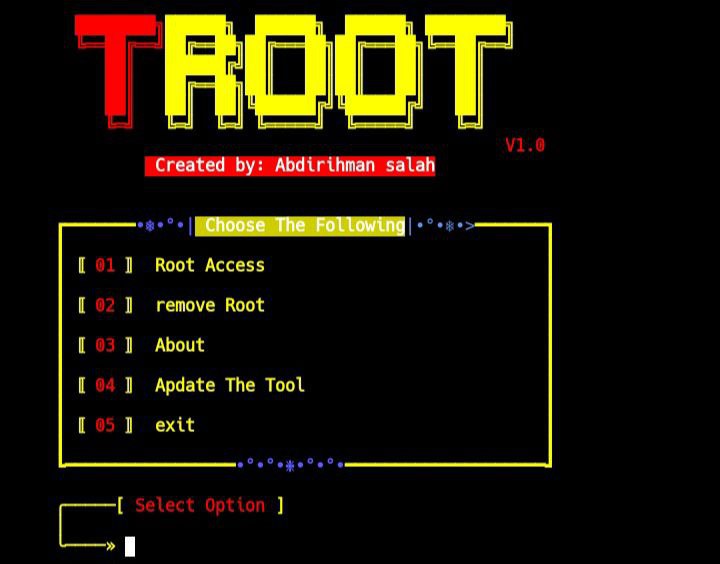 TROOT
V1.0
Created by: Abdirihman salah
Choose The Following
[ 01 ] Root Access
[ 02 ] remove Root
[ 03 ] About
[ 04 ] Apdate The Tool
[ 05 ] exit
[ Select Option ]